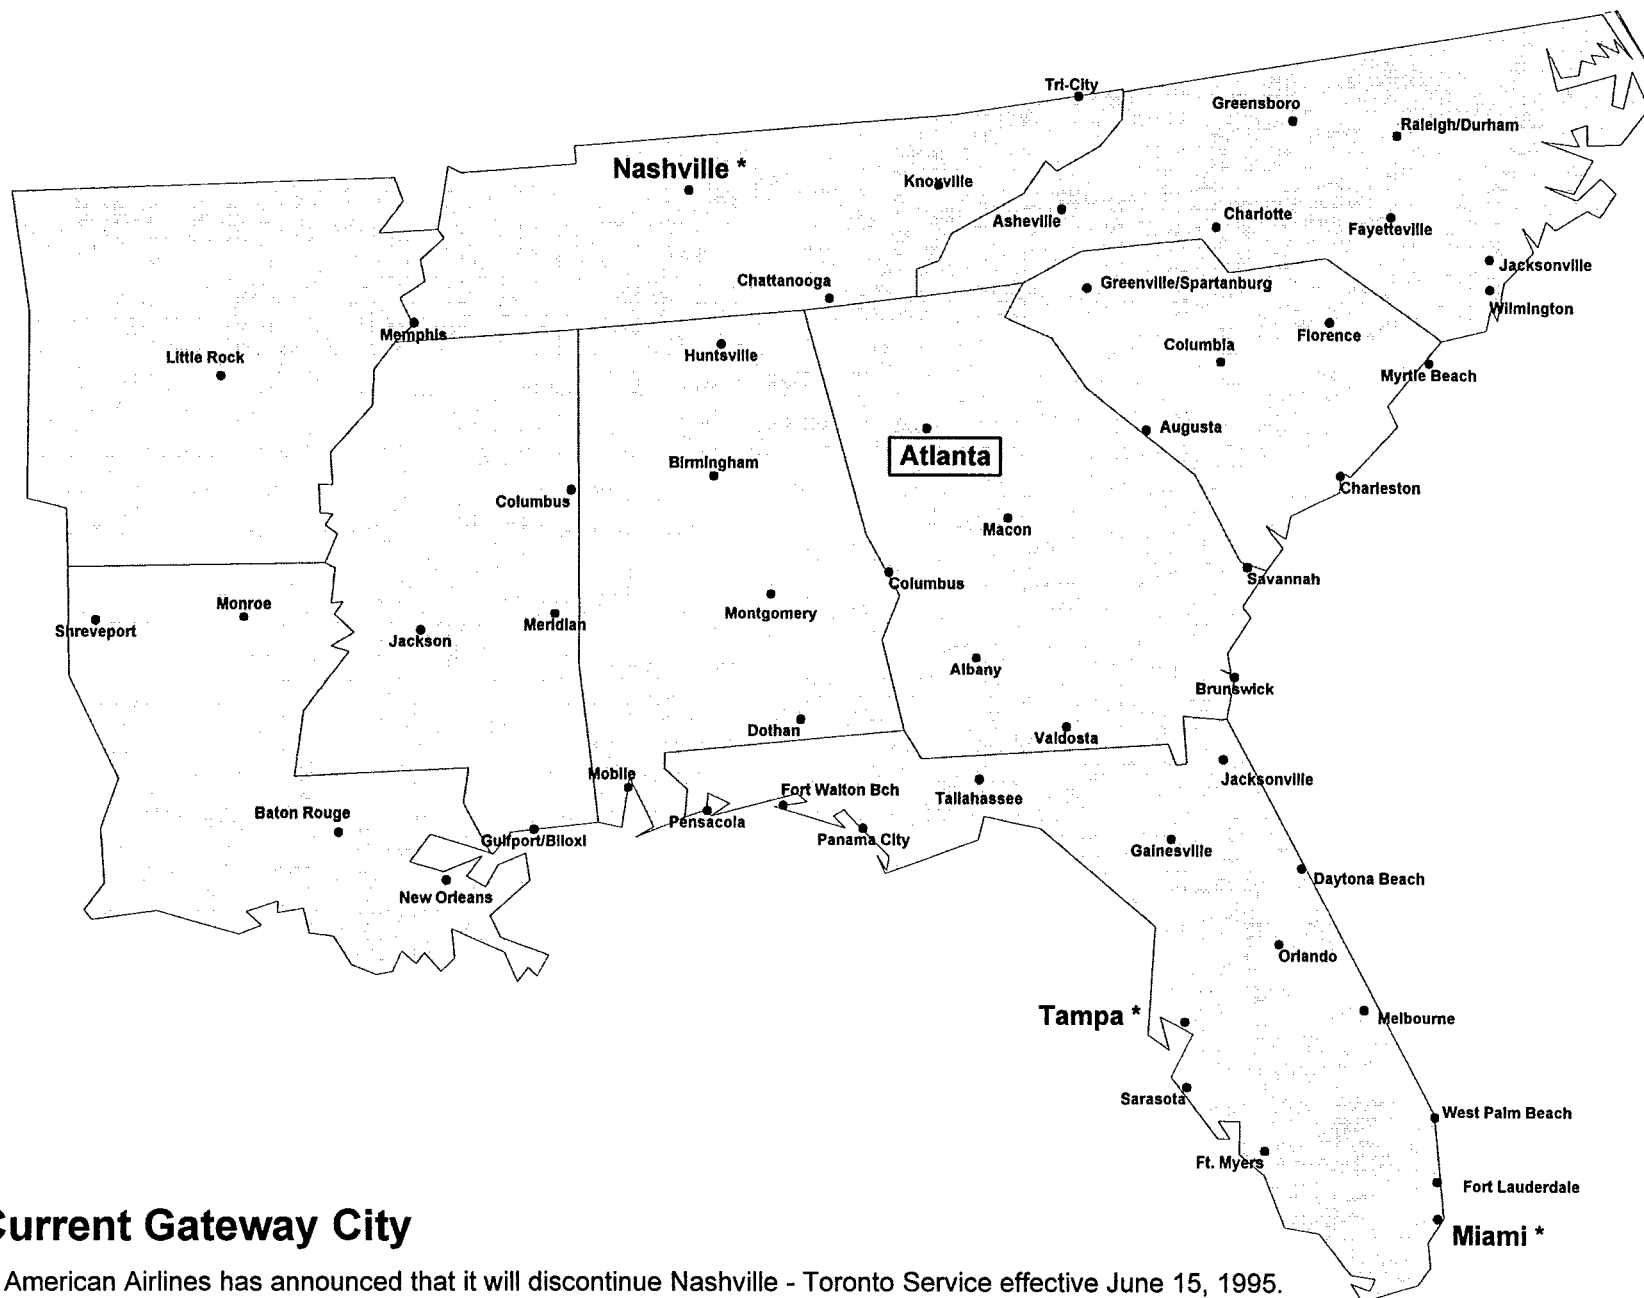 Tri-City
Greensboro
Raleigh/Durham
Nashville *
Knoxville
Asheville
Charlotte
Fayetteville
Jacksonville
Chattanooga
Greenville/Spartanburg
Wilmington
Memphis
Florence
Little Rock
Huntsville
Columbia
Myrtle Beach
Augusta
Atlanta
Birmingham
Columbus
Charleston
Macon
Columbus
Savannah
Monroe
Shreveport
Jackson
Meridian
Montgomery
Albany
Brunswick
Dothan
Valdosta
Mobile
Jacksonville
Fort Walton Bch
Tallahassee
Baton Rouge
Pensacola
Gulfport/Biloxi
Panama City
Gainesville
Daytona Beach
New Orleans
Orlando
Tampa *
Melbourne
Sarasota
West Palm Beach
Ft. Myers
Fort Lauderdale
Miami *
Current Gateway City
American Airlines has announced that it will discontinue Nashville - Toronto Service effective June 15, 1995.